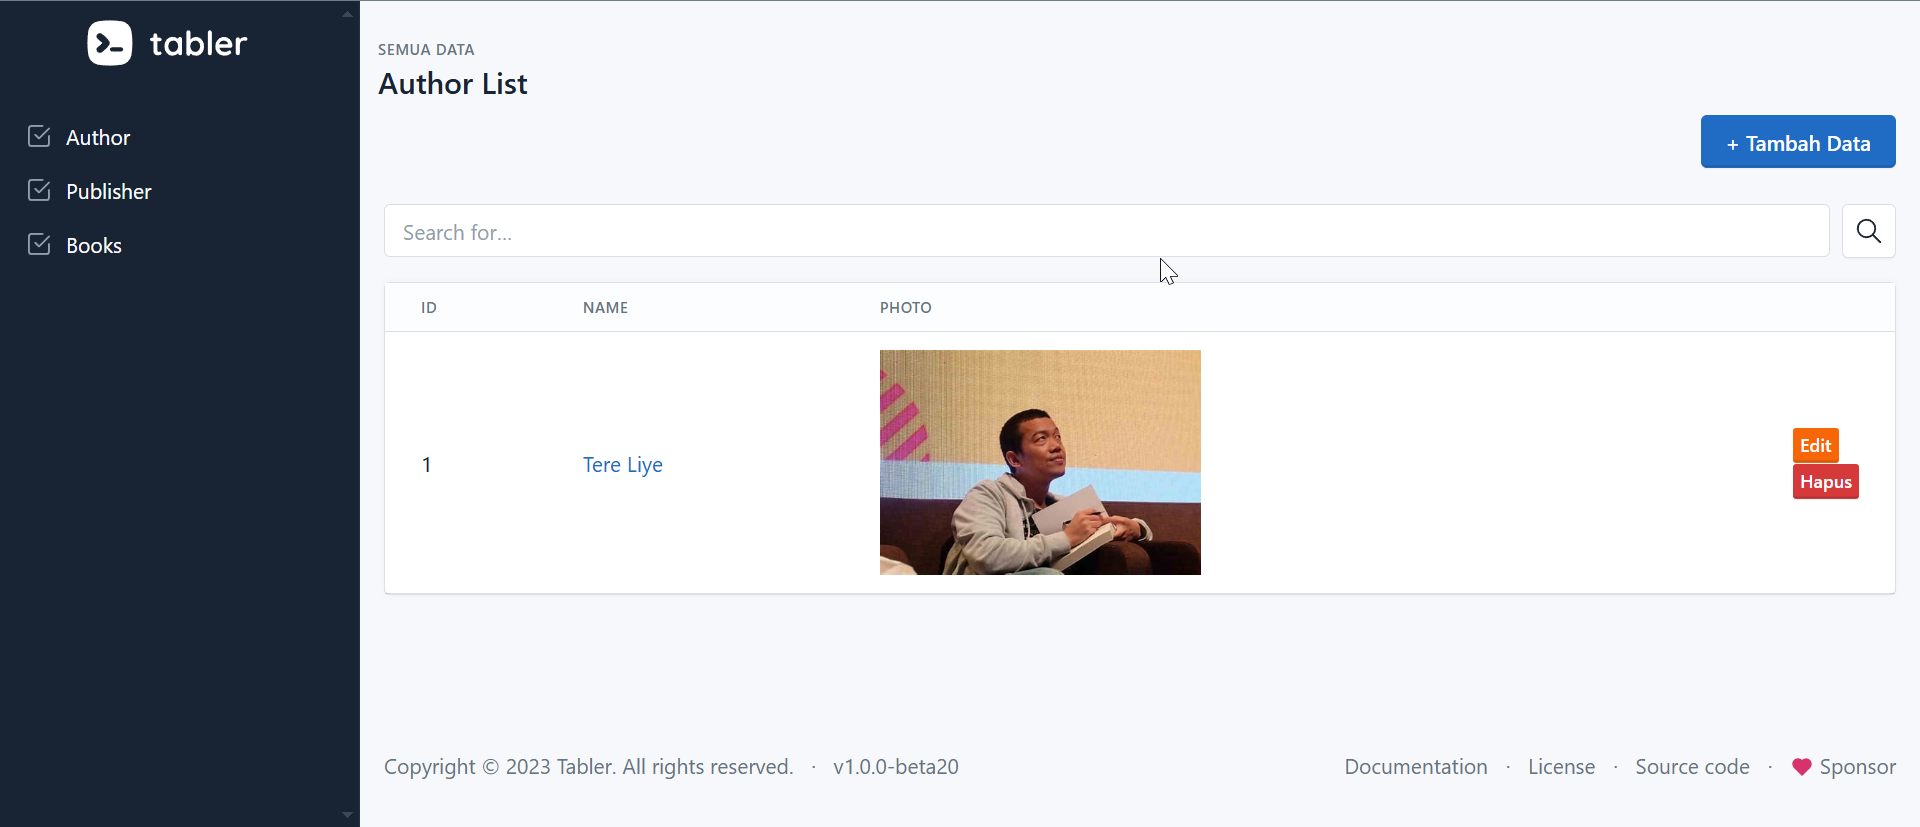 tabler
Author
Publisher
Books
SEMUA DATA
Author List
+ Tambah Data
Search for…
ID NAME PHOTO
1 Tere Liye
Edit
Hapus
Copyright © 2023 Tabler. All rights reserved. · v1.0.0-beta20
Documentation · License · Source code · Sponsor